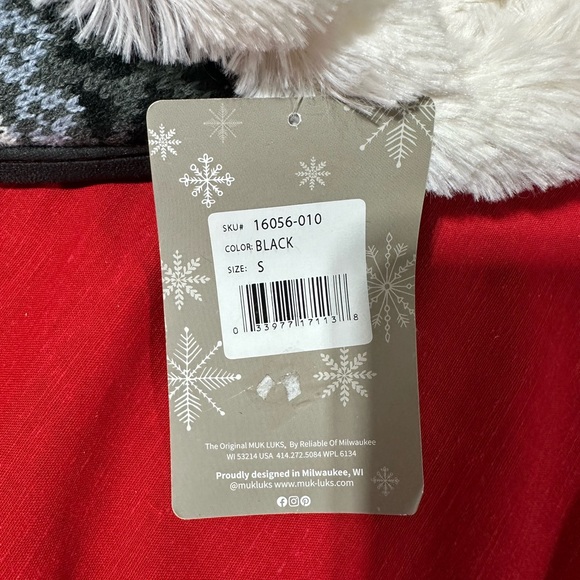 SKU# 16056-010
COLOR: BLACK
SIZE: S
0 33977 17113 8
The Original MUK LUKS, By Reliable Of Milwaukee
WI 53214 USA 414.272.5084 WPL 6134
Proudly designed in Milwaukee, WI
@mukluks www.muk-luks.com